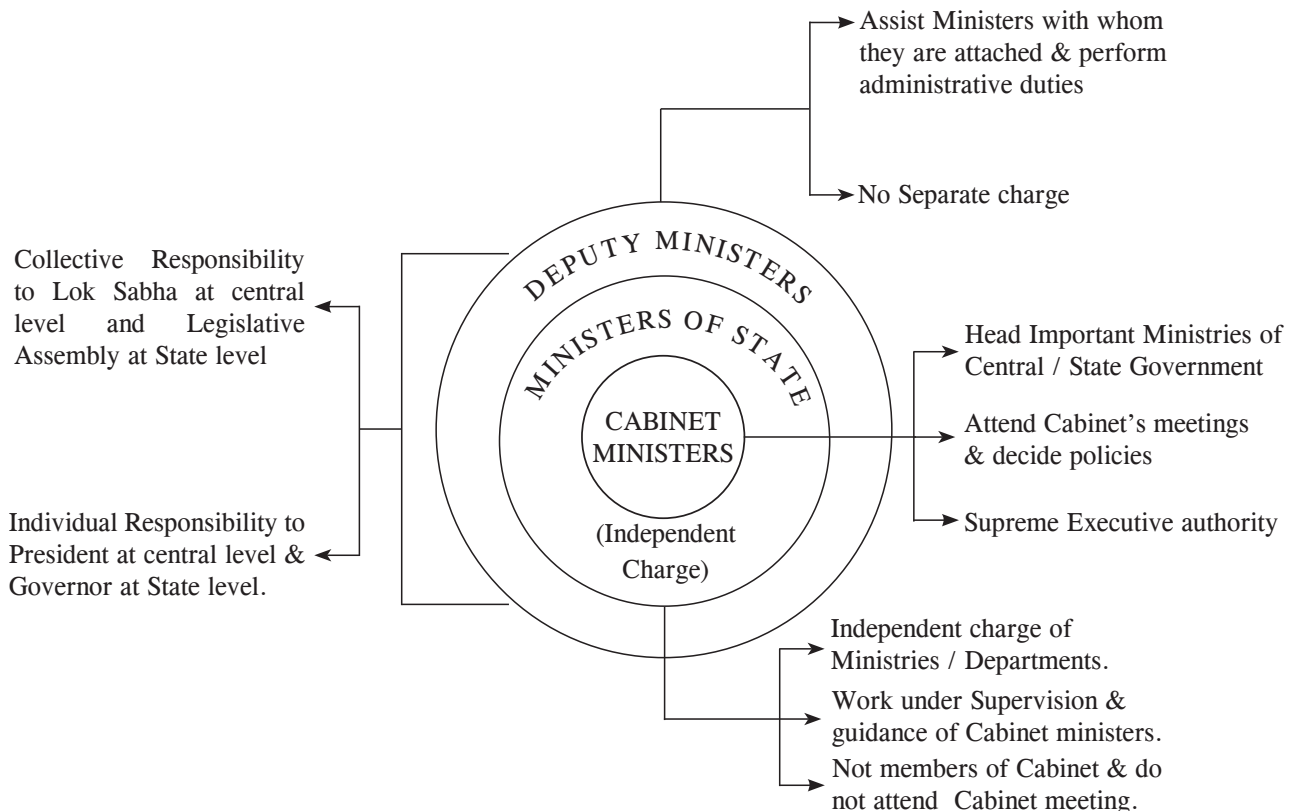 Assist Ministers with whom
they are attached & perform
administrative duties
No Separate charge
DEPUTY MINISTERS
MINISTERS OF STATE
CABINET
MINISTERS
(Independent
Charge)
Collective Responsibility
to Lok Sabha at central
level and Legislative
Assembly at State level
Individual Responsibility to
President at central level &
Governor at State level.
Head Important Ministries of
Central / State Government
Attend Cabinet's meetings
& decide policies
Supreme Executive authority
Independent charge of
Ministries / Departments.
Work under Supervision &
guidance of Cabinet ministers.
Not members of Cabinet & do
not attend Cabinet meeting.